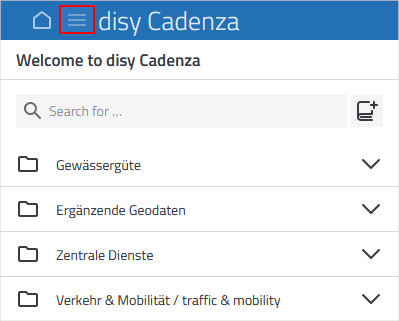 disy Cadenza
Welcome to disy Cadenza
Search for ...
Gewässergüte
Ergänzende Geodaten
Zentrale Dienste
Verkehr & Mobilität / traffic & mobility